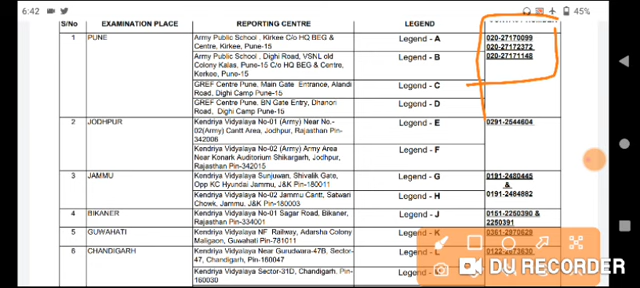 6:42
45%
S/No EXAMINATION PLACE REPORTING CENTRE LEGEND
1 PUNE Army Public School , Kirkee C/o HQ BEG & Centre, Kirkee, Pune-15 Legend - A 020-27170099
020-27172372
Army Public School , Dighi Road, VSNL old Colony Kalas, Pune-15 C/o HQ BEG & Centre, Kerkee, Pune-15 Legend - B 020-27171148
GREF Centre Pune, Main Gate Entrance, Alandi Road, Dighi Camp Pune-15 Legend - C
GREF Centre Pune, BN Gate Entry, Dhanori Road, Dighi Camp Pune-15 Legend - D
2 JODHPUR Kendriya Vidyalaya No-01 (Army) Near No.-02(Army) Cantt Area, Jodhpur, Rajasthan Pin-342006 Legend - E 0291-2544604
Kendriya Vidyalaya No-02 (Army) Army Area Near Konark Auditorium Shikargarh, Jodhpur, Rajasthan Pin-342015 Legend - F
3 JAMMU Kendriya Vidyalaya Sunjuwan, Shivalik Gate, Opp KC Hyundai Jammu, J&K Pin-180011 Legend - G 0191-2480445
&
Kendriya Vidyalaya No-02 Jammu Cantt, Satwari Chowk, Jammu, J&K Pin-180003 Legend - H 0191-2484882
4 BIKANER Kendriya Vidyalaya No-01 Sagar Road, Bikaner, Rajasthan Pin-334001 Legend - J 0151-2250390 & 2250391
5 GUWAHATI Kendriya Vidyalaya NF Railway, Adarsha Colony Maligaon, Guwahati Pin-781011 Legend - K 0361-2970629
6 CHANDIGARH Kendriya Vidyalaya Near Gurudwara-47B, Sector-47, Chandigarh, Pin-160047 Legend - L
Kendriya Vidyalaya Sector-31D, Chandigarh, Pin-160030 Legend
DU RECORDER